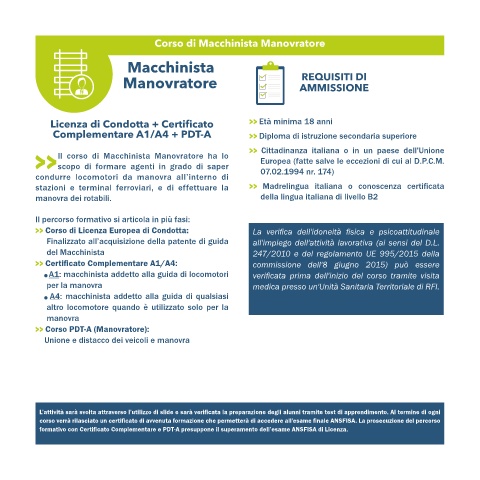 Corso di Macchinista Manovratore
Macchinista
Manovratore
Licenza di Condotta + Certificato
Complementare A1/A4 + PDT-A
>> Il corso di Macchinista Manovratore ha lo
scopo di formare agenti in grado di saper
condurre locomotori da manovra all'interno di
stazioni e terminal ferroviari, e di effettuare la
manovra dei rotabili.
Il percorso formativo si articola in più fasi:
>> Corso di Licenza Europea di Condotta:
Finalizzato all'acquisizione della patente di guida
del Macchinista
>> Certificato Complementare A1/A4:
● A1: macchinista addetto alla guida di locomotori
per la manovra
● A4: macchinista addetto alla guida di qualsiasi
altro locomotore quando è utilizzato solo per la
manovra
>> Corso PDT-A (Manovratore):
Unione e distacco dei veicoli e manovra
REQUISITI DI
AMMISSIONE
>> Età minima 18 anni
>> Diploma di istruzione secondaria superiore
>> Cittadinanza italiana o in un paese dell'Unione
Europea (fatte salve le eccezioni di cui al D.P.C.M.
07.02.1994 nr. 174)
>> Madrelingua italiana o conoscenza certificata
della lingua italiana di livello B2
La verifica dell'idoneità fisica e psicoattitudinale
all'impiego dell'attività lavorativa (ai sensi del D.L.
247/2010 e del regolamento UE 995/2015 della
commissione dell'8 giugno 2015) può essere
verificata prima dell'inizio del corso tramite visita
medica presso un'Unità Sanitaria Territoriale di RFI.
L'attività sarà svolta attraverso l'utilizzo di slide e sarà verificata la preparazione degli alunni tramite test di apprendimento. Al termine di ogni
corso verrà rilasciato un certificato di avvenuta formazione che permetterà di accedere all'esame finale ANSFISA. La prosecuzione del percorso
formativo con Certificato Complementare e PDT-A presuppone il superamento dell'esame ANSFISA di Licenza.